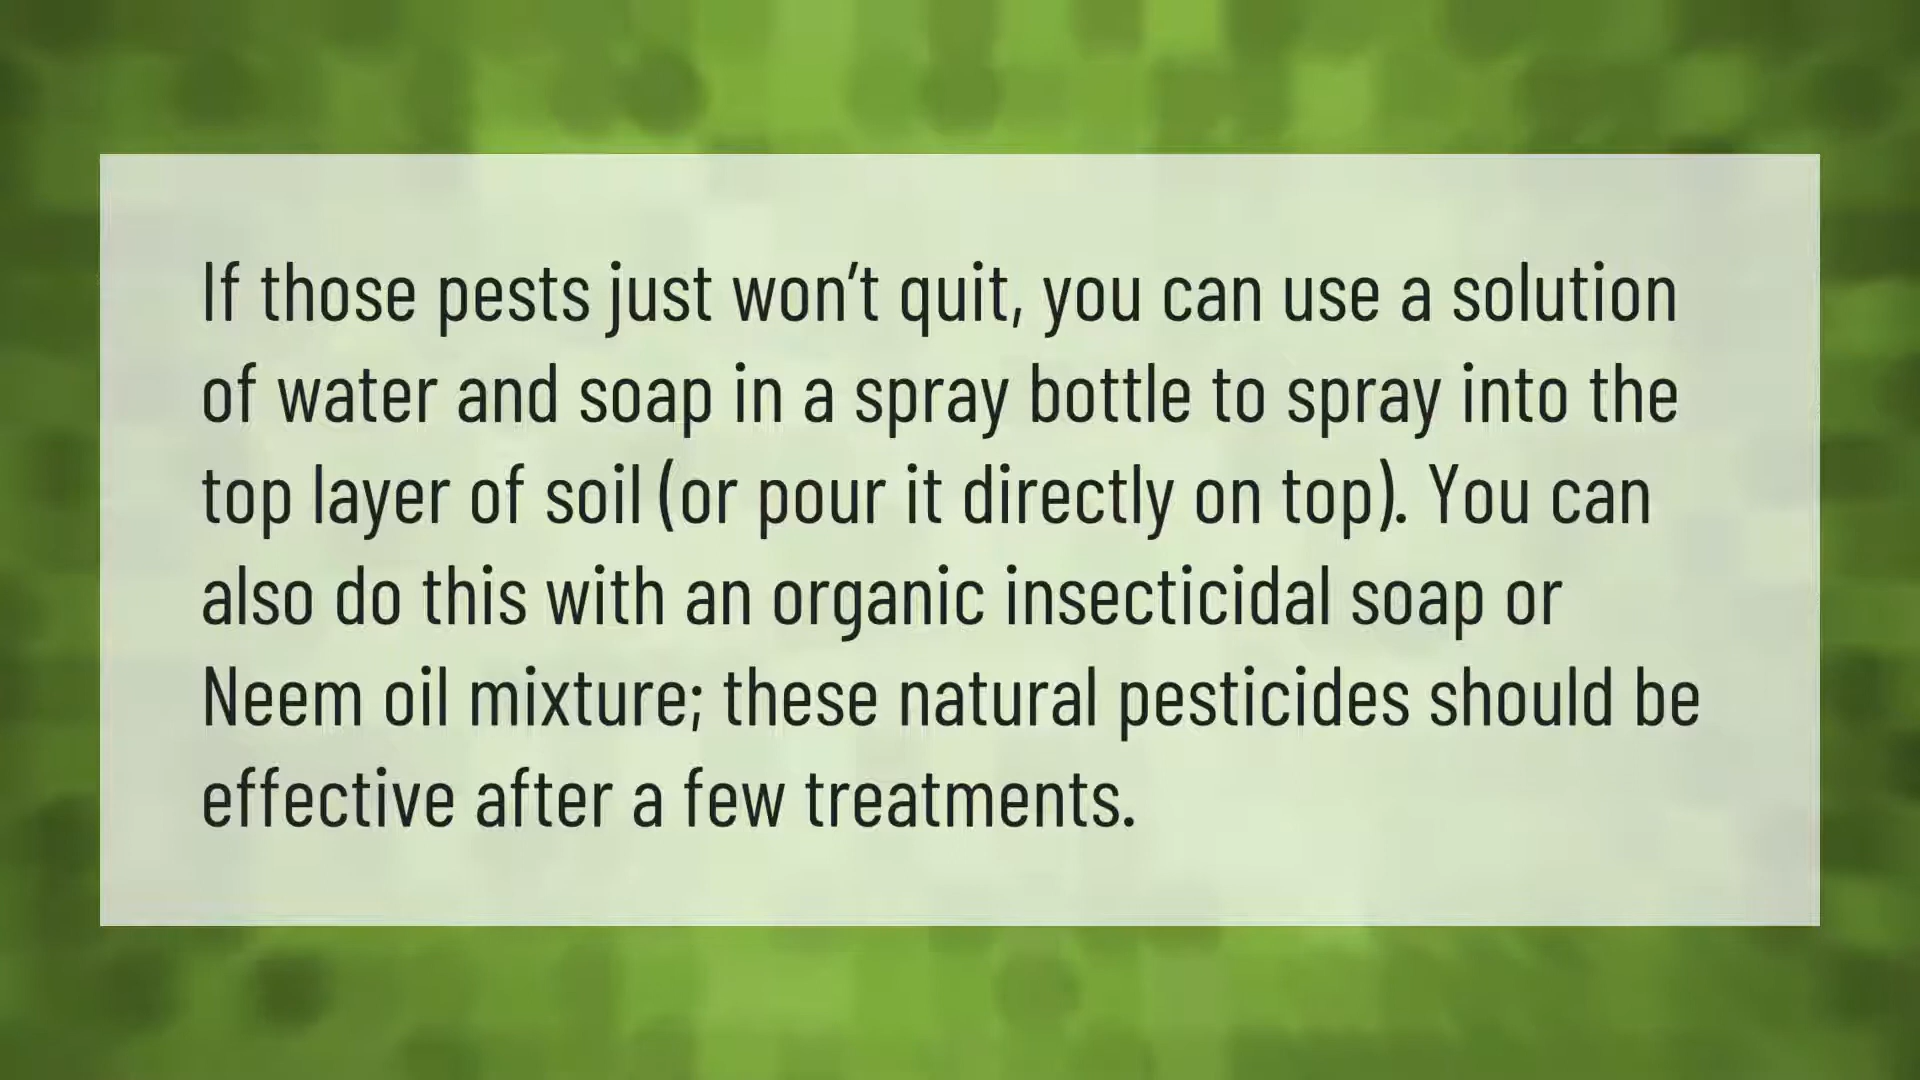 If those pests just won’t quit, you can use a solution
of water and soap in a spray bottle to spray into the
top layer of soil (or pour it directly on top). You can
also do this with an organic insecticidal soap or
Neem oil mixture; these natural pesticides should be
effective after a few treatments.